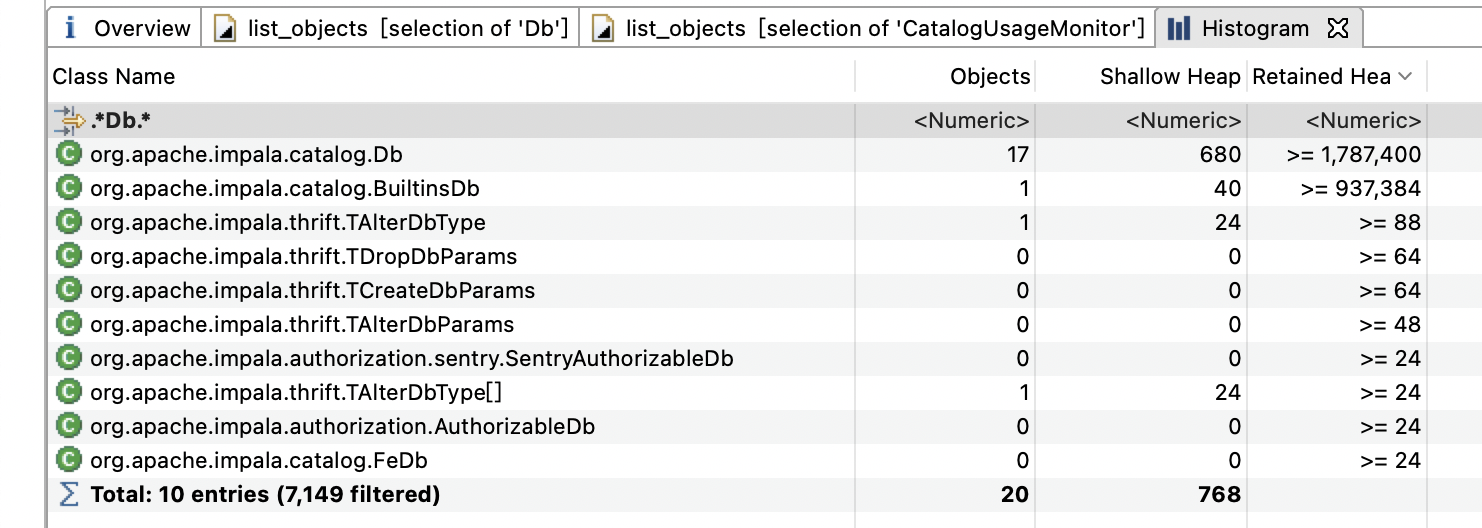 i Overview list_objects [selection of 'Db'] list_objects [selection of 'CatalogUsageMonitor'] Histogram
Class Name Objects Shallow Heap Retained Hea
.*Db.* <Numeric> <Numeric> <Numeric>
C org.apache.impala.catalog.Db 17 680 >= 1,787,400
C org.apache.impala.catalog.BuiltinsDb 1 40 >= 937,384
C org.apache.impala.thrift.TAlterDbType 1 24 >= 88
C org.apache.impala.thrift.TDropDbParams 0 0 >= 64
C org.apache.impala.thrift.TCreateDbParams 0 0 >= 64
C org.apache.impala.thrift.TAlterDbParams 0 0 >= 48
C org.apache.impala.authorization.sentry.SentryAuthorizableDb 0 0 >= 24
C org.apache.impala.thrift.TAlterDbType[] 1 24 >= 24
C org.apache.impala.authorization.AuthorizableDb 0 0 >= 24
C org.apache.impala.catalog.FeDb 0 0 >= 24
Σ Total: 10 entries (7,149 filtered) 20 768